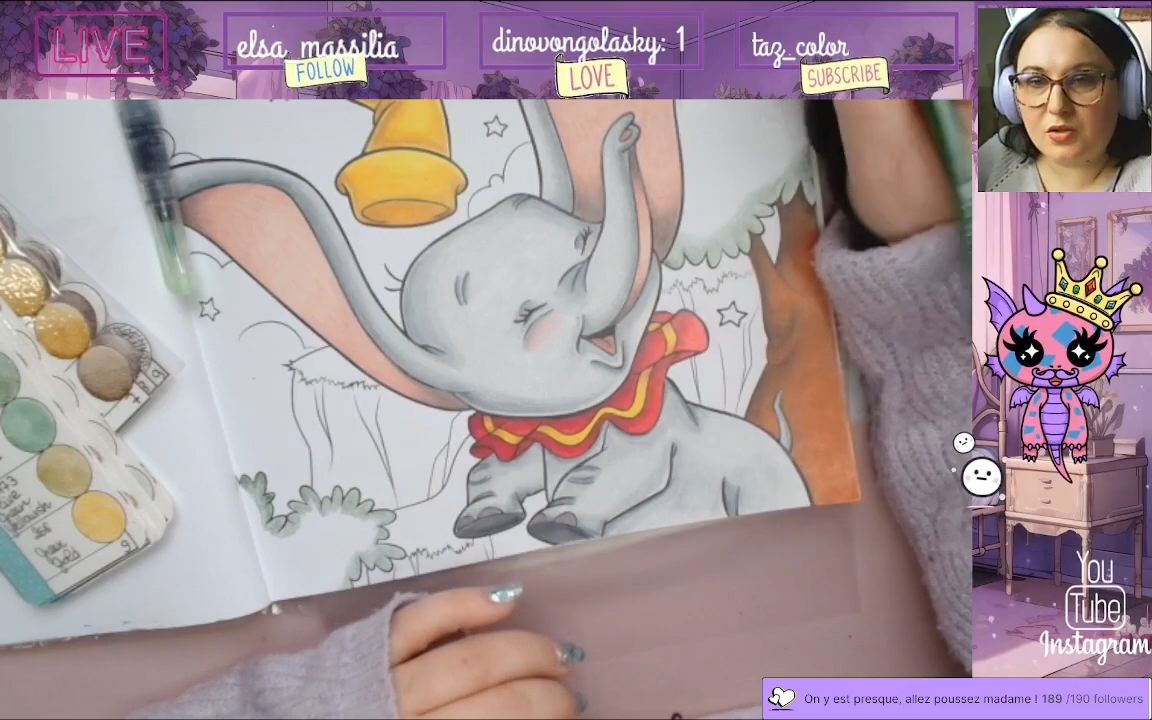 LIVE
elsa_massilia
FOLLOW
dinovongolasky: 1
LOVE
taz_color
SUBSCRIBE
You
Tube
Instagram
On y est presque, allez poussez madame ! 189 /190 followers